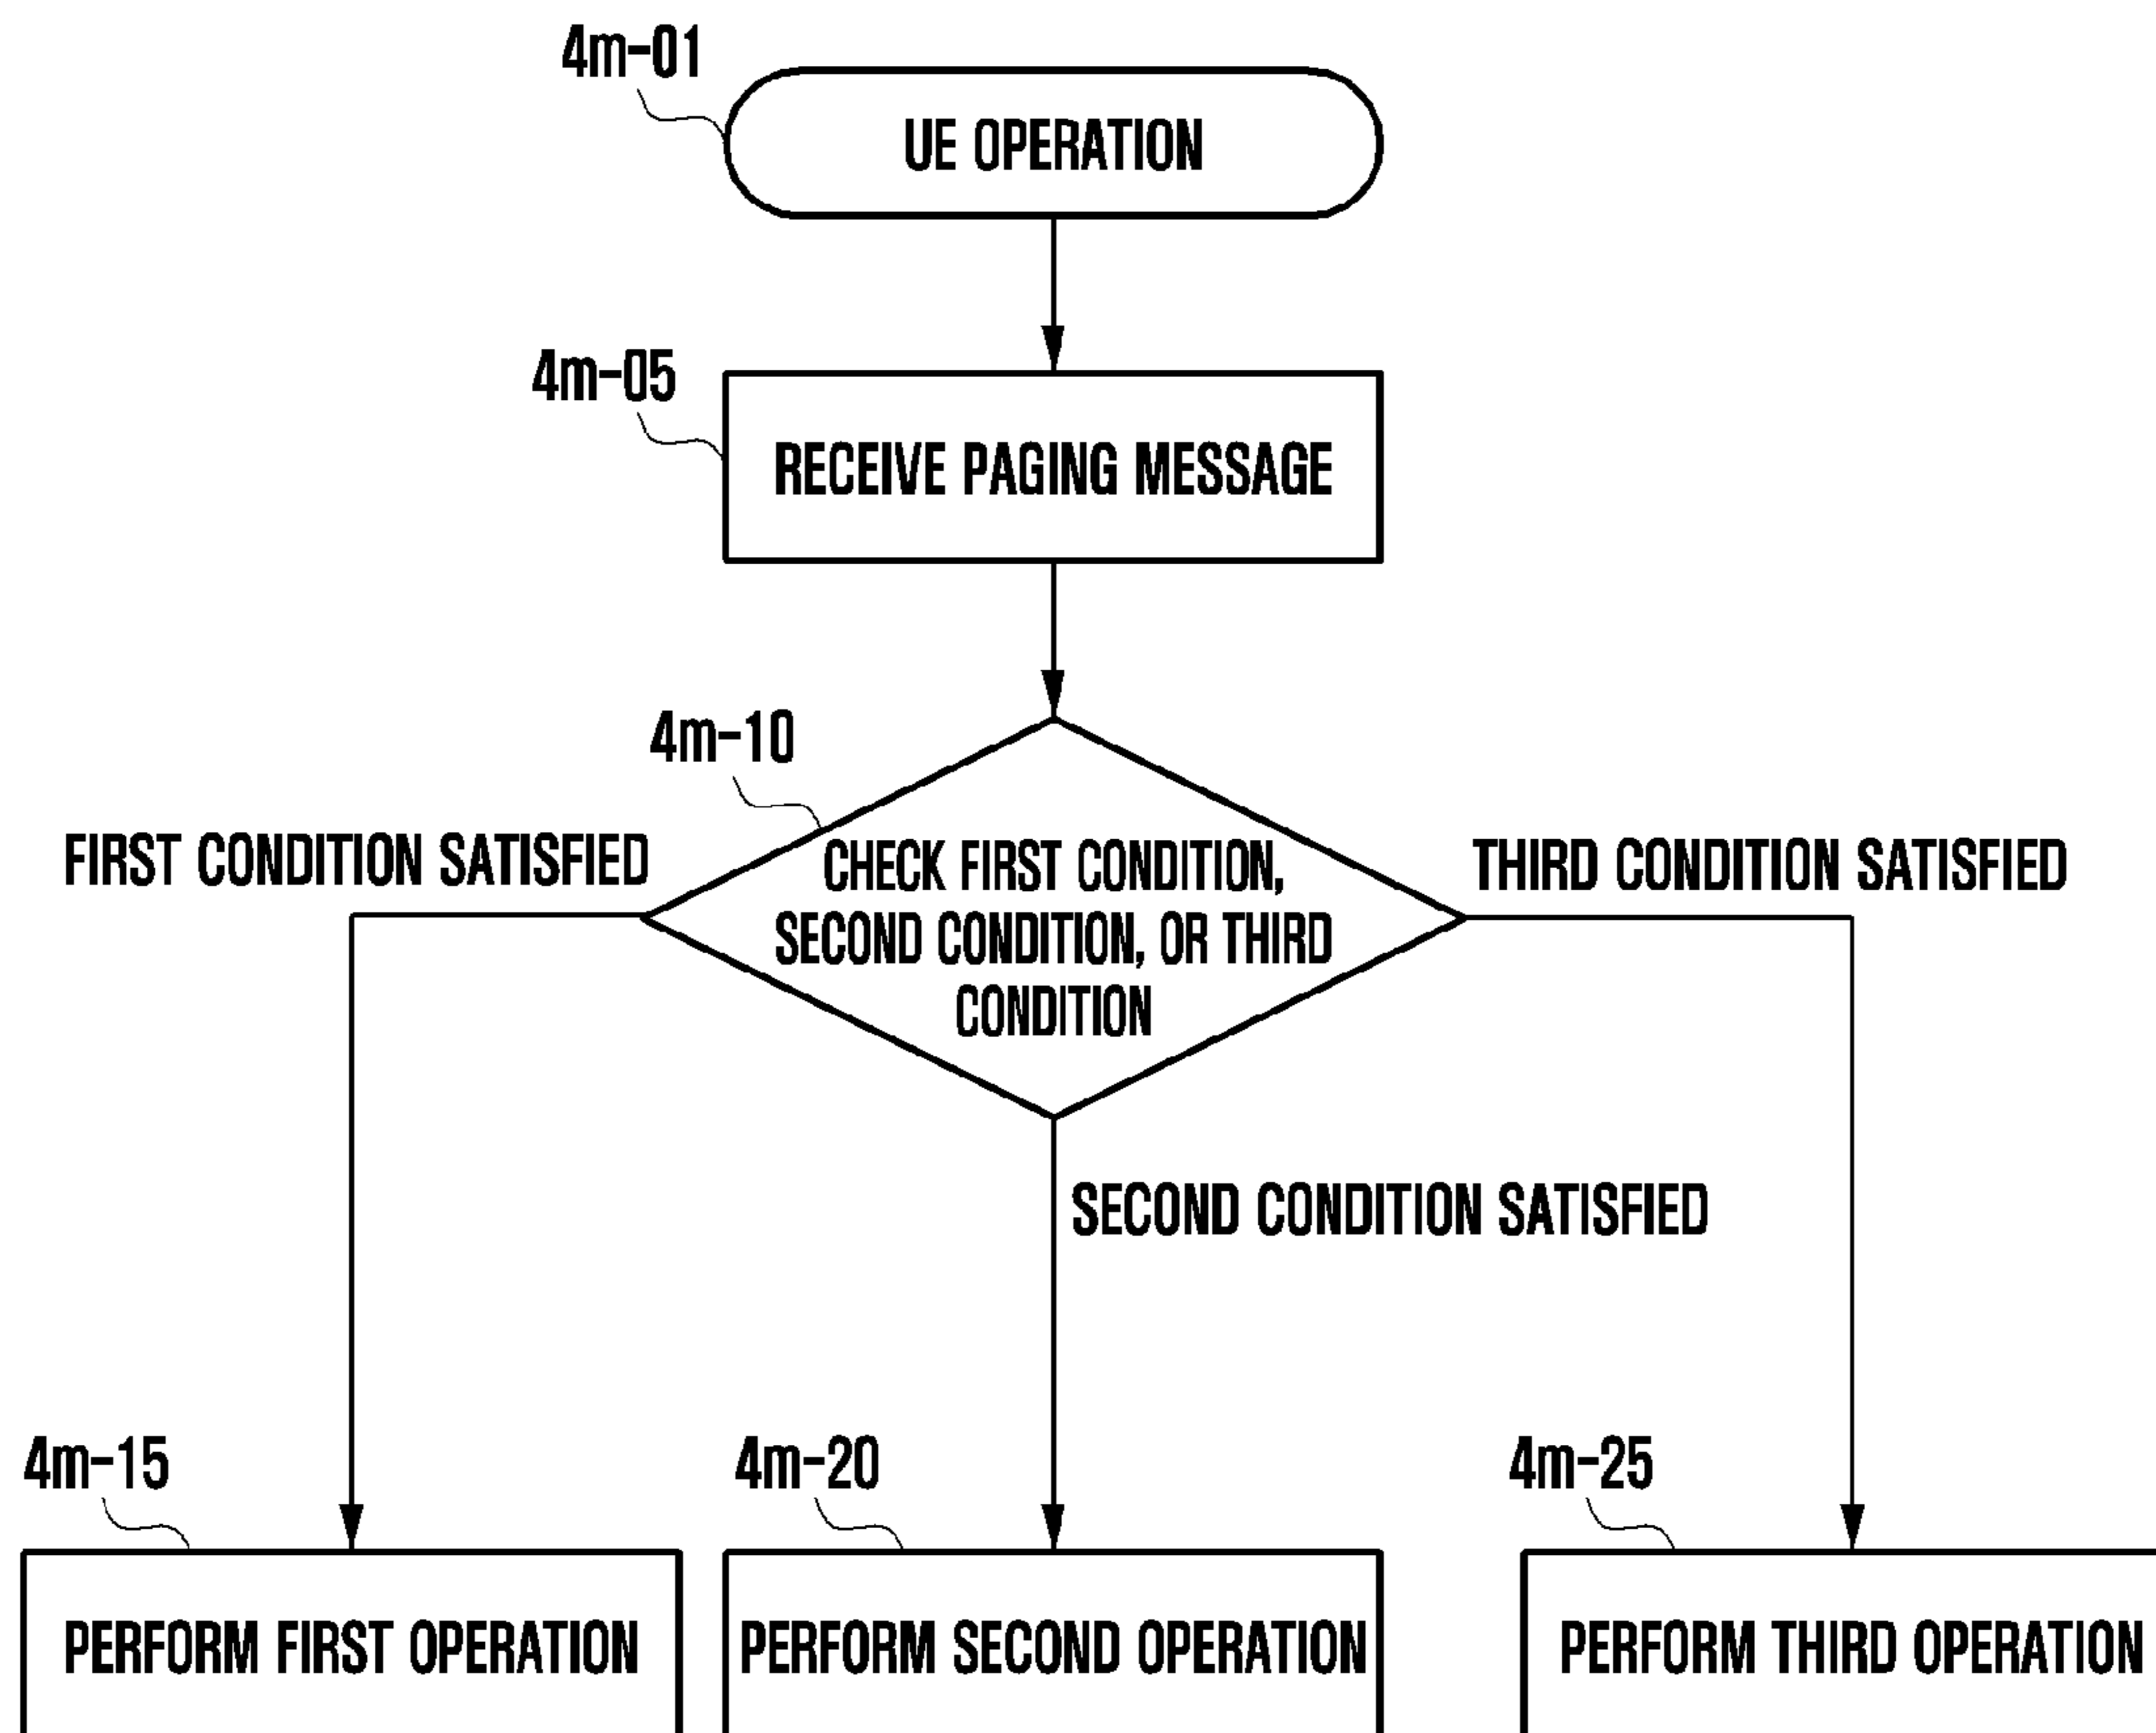 4m-01
UE OPERATION
4m-05
RECEIVE PAGING MESSAGE
4m-10
FIRST CONDITION SATISFIED
CHECK FIRST CONDITION,
SECOND CONDITION, OR THIRD
CONDITION
THIRD CONDITION SATISFIED
SECOND CONDITION SATISFIED
4m-15
4m-20
4m-25
PERFORM FIRST OPERATION
PERFORM SECOND OPERATION
PERFORM THIRD OPERATION